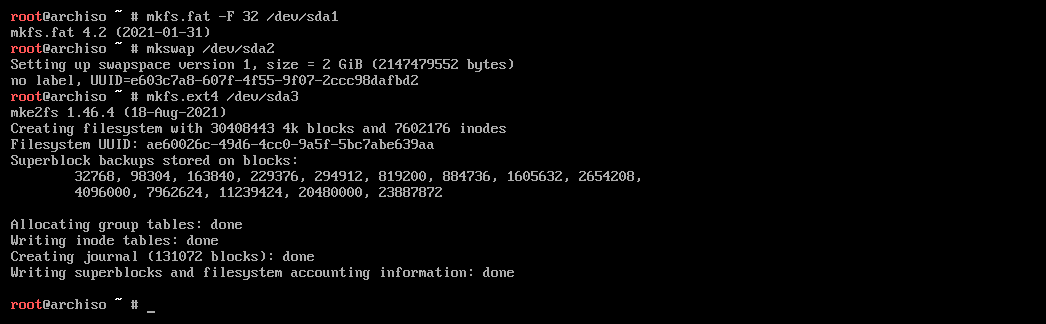 root@archiso ~ # mkfs.fat -F 32 /dev/sda1
mkfs.fat 4.2 (2021-01-31)
root@archiso ~ # mkswap /dev/sda2
Setting up swapspace version 1, size = 2 GiB (2147479552 bytes)
no label, UUID=e603c7a8-607f-4f55-9f07-2ccc98dafbd2
root@archiso ~ # mkfs.ext4 /dev/sda3
mke2fs 1.46.4 (18-Aug-2021)
Creating filesystem with 30408443 4k blocks and 7602176 inodes
Filesystem UUID: ae60026c-49d6-4cc0-9a5f-5bc7abe639aa
Superblock backups stored on blocks:
        32768, 98304, 163840, 229376, 294912, 819200, 884736, 1605632, 2654208,
        4096000, 7962624, 11239424, 20480000, 23887872

Allocating group tables: done
Writing inode tables: done
Creating journal (131072 blocks): done
Writing superblocks and filesystem accounting information: done

root@archiso ~ # _